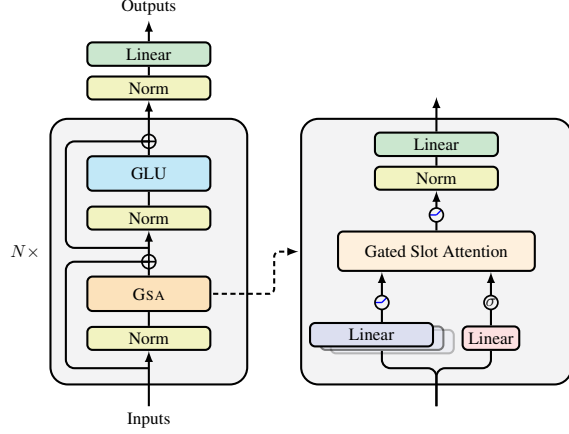 Outputs
Linear
Norm
GLU
Norm
N×
GSA
Norm
Inputs
Linear
Norm
Gated Slot Attention
σ
Linear
Linear